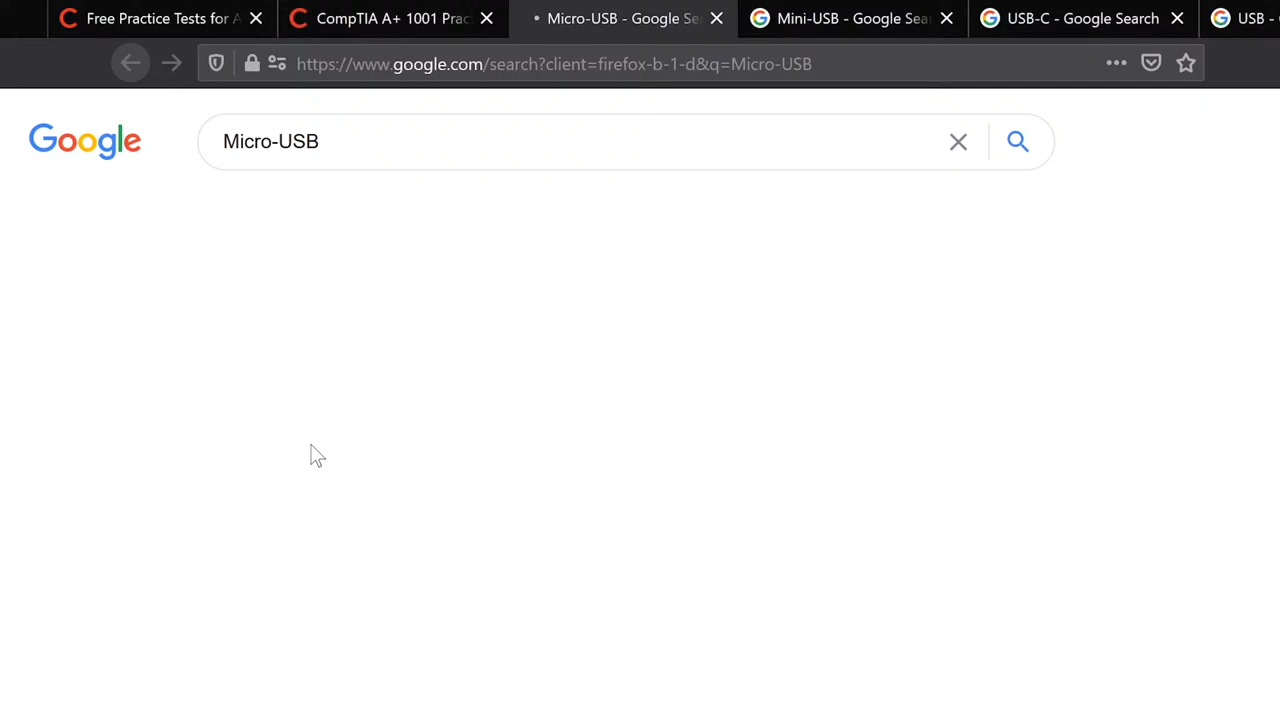 Free Practice Tests for A
CompTIA A+ 1001 Prac
Micro-USB - Google Se
Mini-USB - Google Sear
USB-C - Google Search
USB -
https://www.google.com/search?client=firefox-b-1-d&q=Micro-USB
Google
Micro-USB